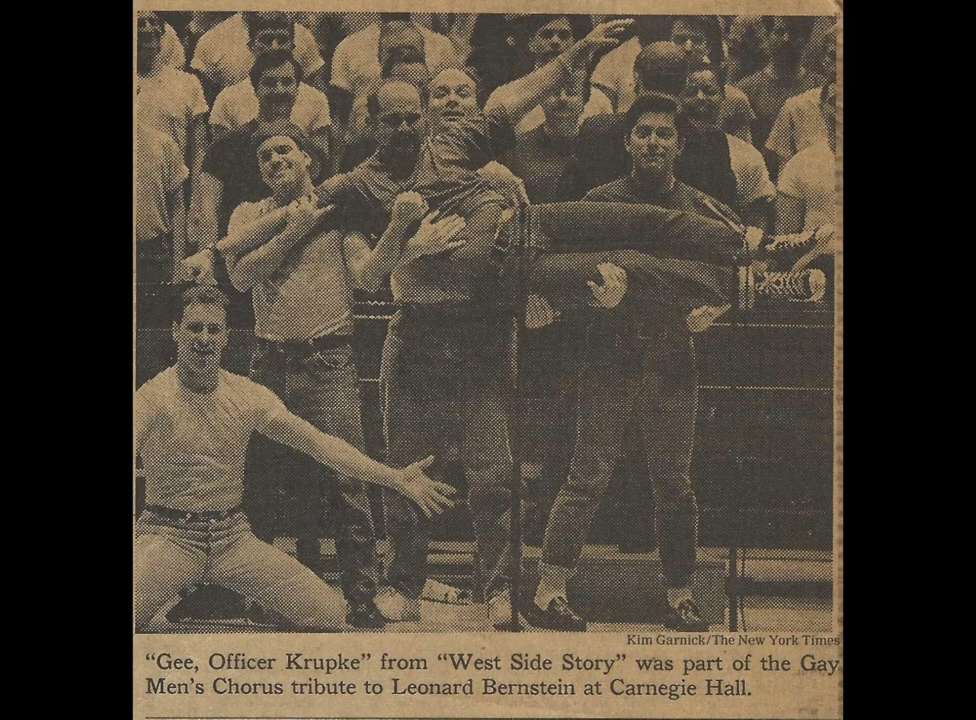 Kim Garnick/The New York Times
"Gee, Officer Krupke" from "West Side Story" was part of the Gay
Men's Chorus tribute to Leonard Bernstein at Carnegie Hall.